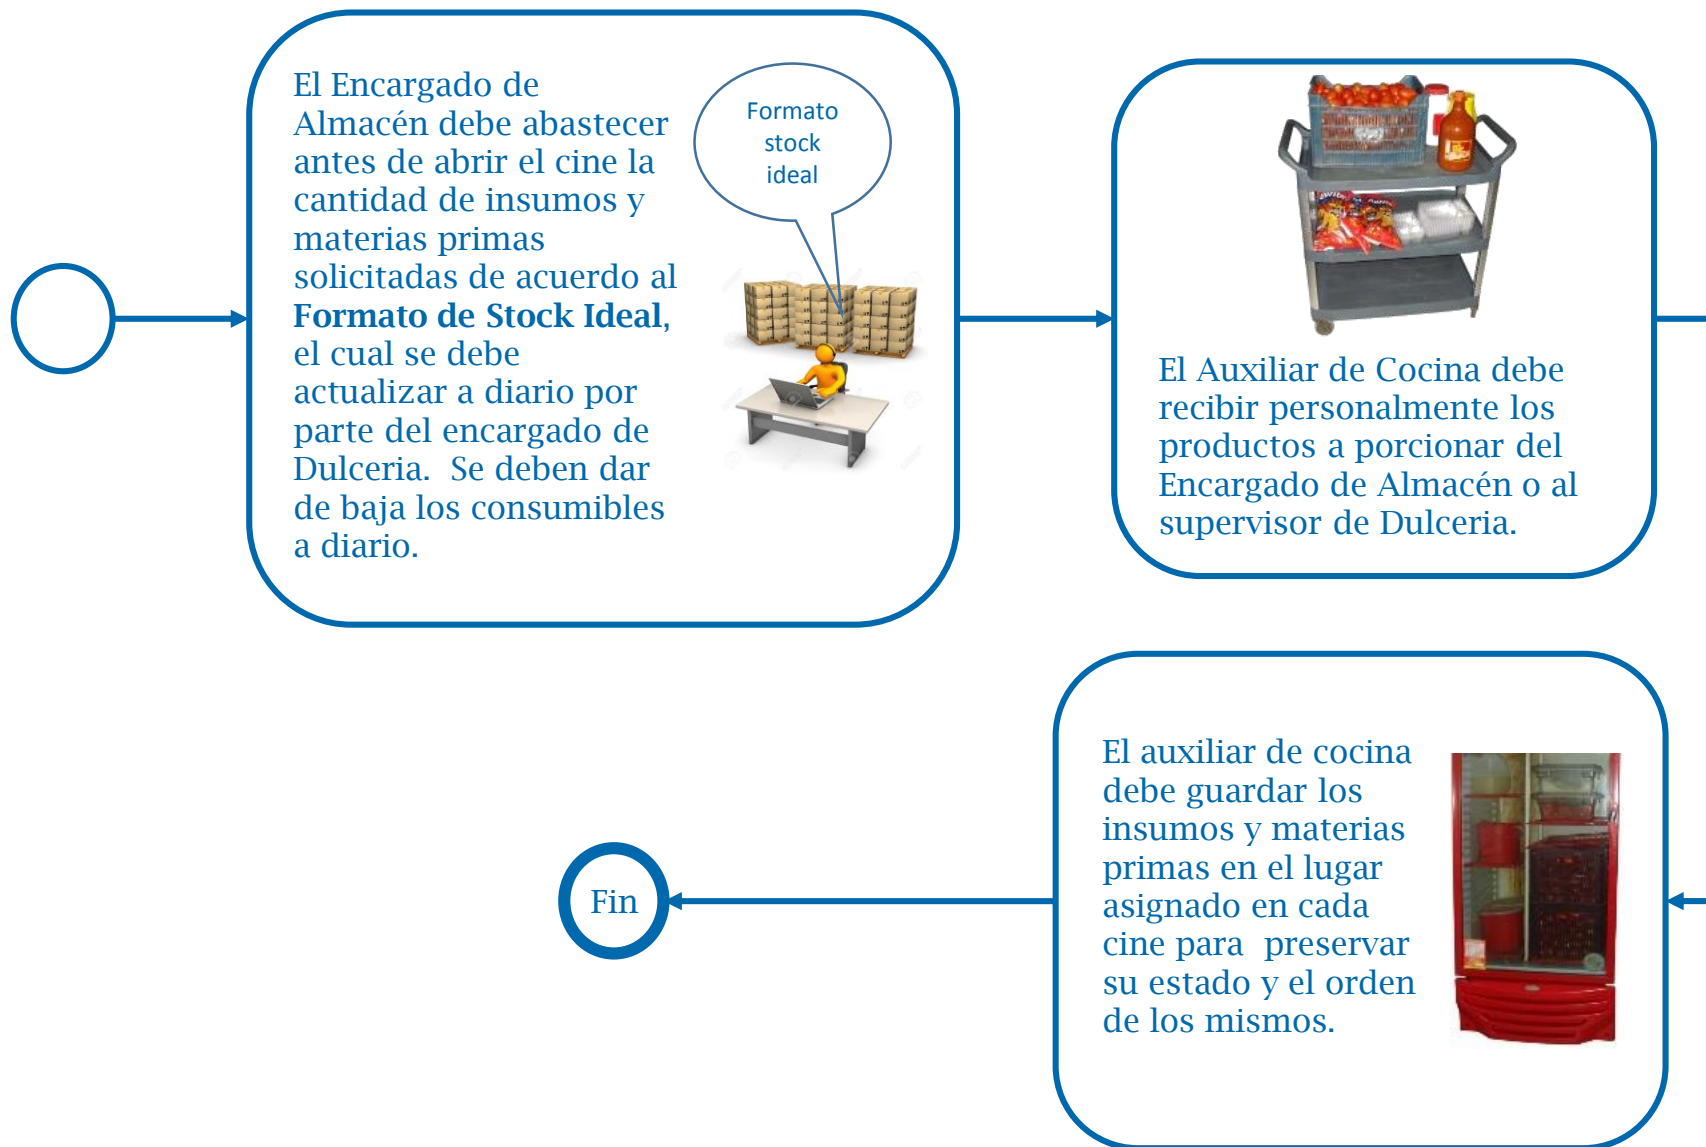 El Encargado de
Almacén debe abastecer
antes de abrir el cine la
cantidad de insumos y
materias primas
solicitadas de acuerdo al
Formato de Stock Ideal,
el cual se debe
actualizar a diario por
parte del encargado de
Dulceria.  Se deben dar
de baja los consumibles
a diario.
Formato
stock
ideal
El Auxiliar de Cocina debe
recibir personalmente los
productos a porcionar del
Encargado de Almacén o al
supervisor de Dulceria.
El auxiliar de cocina
debe guardar los
insumos y materias
primas en el lugar
asignado en cada
cine para  preservar
su estado y el orden
de los mismos.
Fin